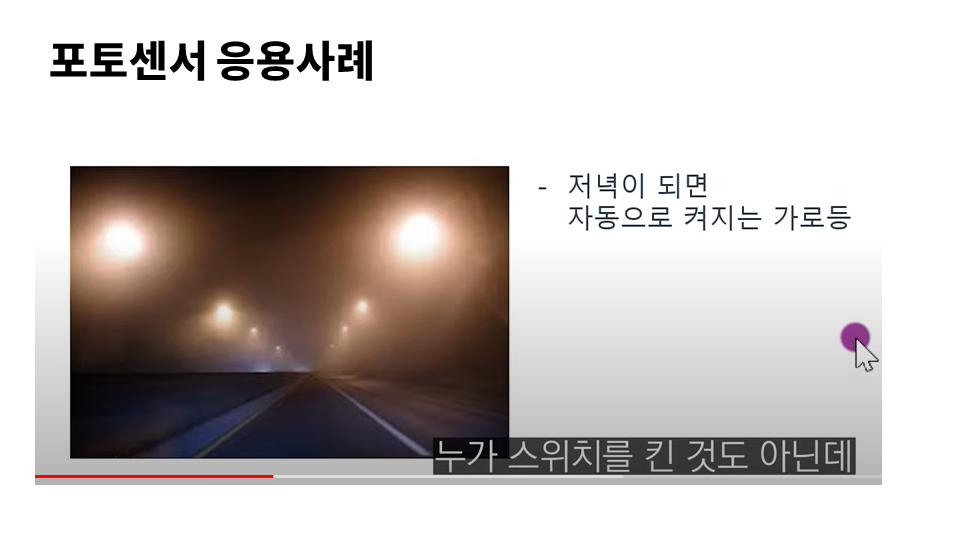 포토센서 응용사례
- 저녁이 되면
자동으로 켜지는 가로등
누가 스위치를 킨 것도 아닌데